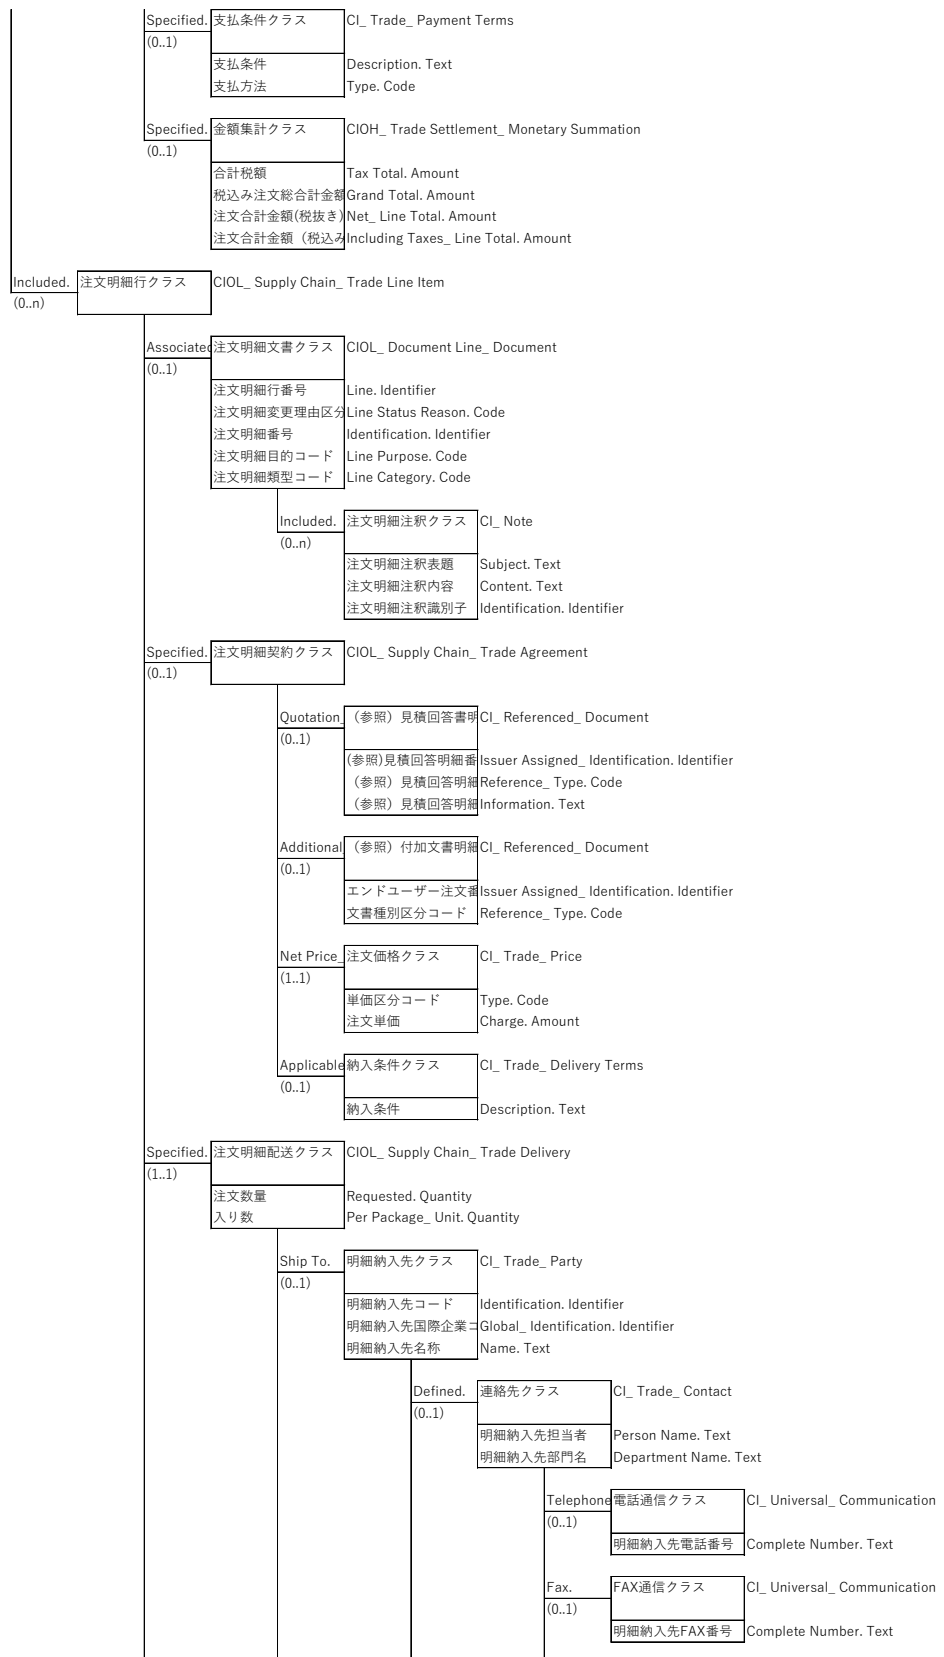 Specified. 支払条件クラス CI_ Trade_ Payment Terms
(0..1)
支払条件 Description. Text
支払方法 Type. Code
Specified. 金額集計クラス CIOH_ Trade Settlement_ Monetary Summation
(0..1)
合計税額 Tax Total. Amount
税込み注文総合計金額 Grand Total. Amount
注文合計金額(税抜き) Net_ Line Total. Amount
注文合計金額（税込み Including Taxes_ Line Total. Amount
Included. 注文明細行クラス CIOL_ Supply Chain_ Trade Line Item
(0..n)
Associated 注文明細文書クラス CIOL_ Document Line_ Document
(0..1)
注文明細行番号 Line. Identifier
注文明細変更理由区分 Line Status Reason. Code
注文明細番号 Identification. Identifier
注文明細目的コード Line Purpose. Code
注文明細類型コード Line Category. Code
Included. 注文明細注釈クラス CI_ Note
(0..n)
注文明細注釈表題 Subject. Text
注文明細注釈内容 Content. Text
注文明細注釈識別子 Identification. Identifier
Specified. 注文明細契約クラス CIOL_ Supply Chain_ Trade Agreement
(0..1)
Quotation_ （参照）見積回答書明 CI_ Referenced_ Document
(0..1)
(参照)見積回答明細番 Issuer Assigned_ Identification. Identifier
（参照）見積回答明細 Reference_ Type. Code
（参照）見積回答明細 Information. Text
Additional_ （参照）付加文書明細 CI_ Referenced_ Document
(0..1)
エンドユーザー注文番 Issuer Assigned_ Identification. Identifier
文書種別区分コード Reference_ Type. Code
Net Price_ 注文価格クラス CI_ Trade_ Price
(1..1)
単価区分コード Type. Code
注文単価 Charge. Amount
Applicable 納入条件クラス CI_ Trade_ Delivery Terms
(0..1)
納入条件 Description. Text
Specified. 注文明細配送クラス CIOL_ Supply Chain_ Trade Delivery
(1..1)
注文数量 Requested. Quantity
入り数 Per Package_ Unit. Quantity
Ship To. 明細納入先クラス CI_ Trade_ Party
(0..1)
明細納入先コード Identification. Identifier
明細納入先国際企業コ Global_ Identification. Identifier
明細納入先名称 Name. Text
Defined. 連絡先クラス CI_ Trade_ Contact
(0..1)
明細納入先担当者 Person Name. Text
明細納入先部門名 Department Name. Text
Telephone 電話通信クラス CI_ Universal_ Communication
(0..1)
明細納入先電話番号 Complete Number. Text
Fax. FAX通信クラス CI_ Universal_ Communication
(0..1)
明細納入先FAX番号 Complete Number. Text